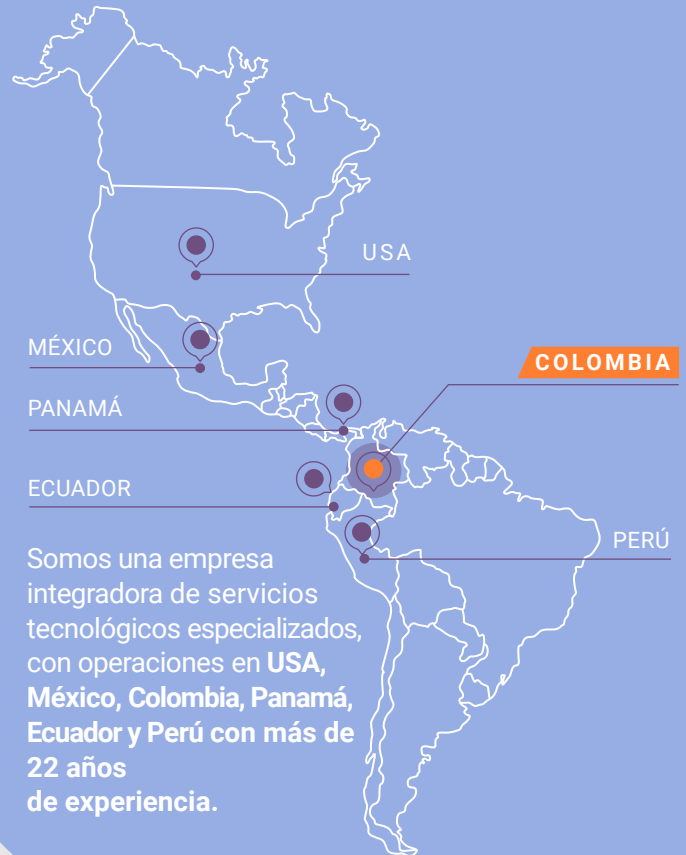 USA
MÉXICO
COLOMBIA
PANAMÁ
ECUADOR
PERÚ
Somos una empresa
integradora de servicios
tecnológicos especializados,
con operaciones en USA,
México, Colombia, Panamá,
Ecuador y Perú con más de
22 años
de experiencia.